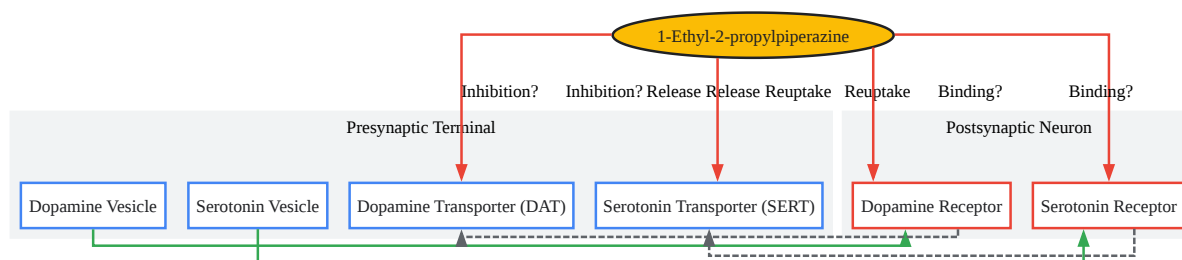 1-Ethyl-2-propylpiperazine
Inhibition? Inhibition? Release Release Reuptake Reuptake Binding? Binding?
Presynaptic Terminal Postsynaptic Neuron
Dopamine Vesicle Serotonin Vesicle Dopamine Transporter (DAT) Serotonin Transporter (SERT) Dopamine Receptor Serotonin Receptor